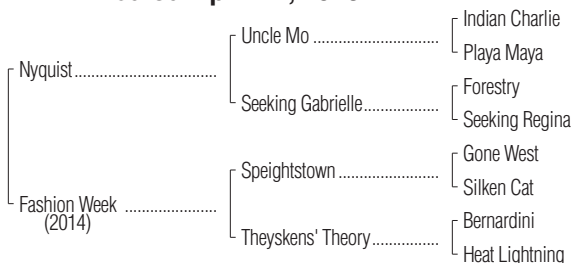 Indian Charlie
Uncle Mo
Playa Maya
Nyquist
Forestry
Seeking Gabrielle
Seeking Regina
Gone West
Speightstown
Silken Cat
Fashion Week
(2014)
Bernardini
Theyskens' Theory
Heat Lightning